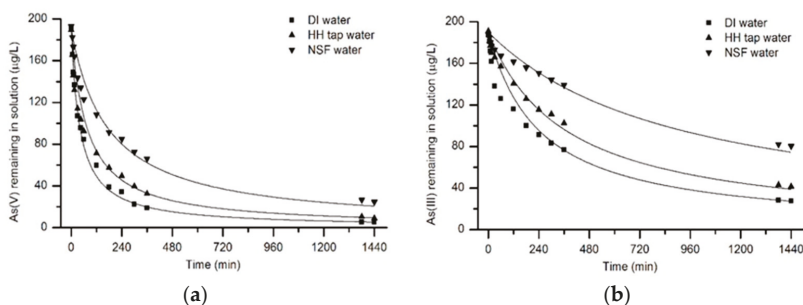 As(V) remaining in solution (µg/L)
200
160
120
80
40
0
DI water
HH tap water
NSF water
0 240 480 720 960 1200 1440
Time (min)
(a)
As(III) remaining in solution (µg/L)
200
160
120
80
40
0
DI water
HH tap water
NSF water
0 240 480 720 960 1200 1440
Time (min)
(b)